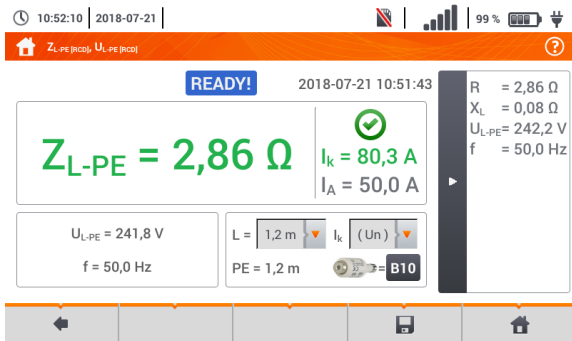 10:52:10 2018-07-21 99 %
ZL-PE [RCD], UL-PE [RCD] ?
READY! 2018-07-21 10:51:43
ZL-PE = 2,86 Ω
Ik = 80,3 A
IA = 50,0 A
R = 2,86 Ω
XL = 0,08 Ω
UL-PE= 242,2 V
f = 50,0 Hz
UL-PE = 241,8 V
f = 50,0 Hz
L = 1,2 m Ik (Un)
PE = 1,2 m = B10